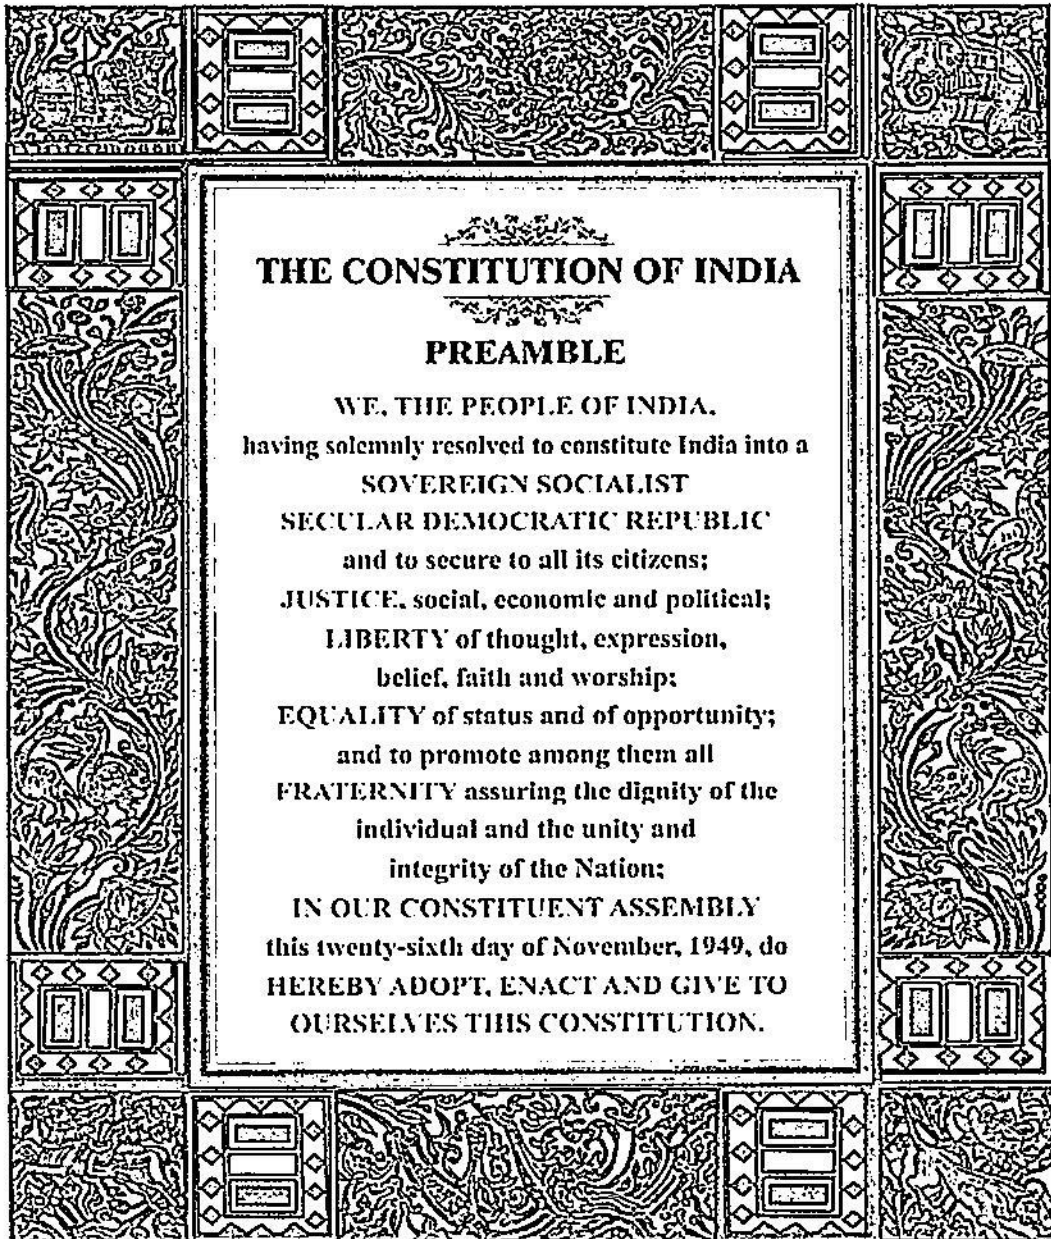 THE CONSTITUTION OF INDIA
PREAMBLE
WE, THE PEOPLE OF INDIA,
having solemnly resolved to constitute India into a
SOVEREIGN SOCIALIST
SECULAR DEMOCRATIC REPUBLIC
and to secure to all its citizens;
JUSTICE, social, economic and political;
LIBERTY of thought, expression,
belief, faith and worship;
EQUALITY of status and of opportunity;
and to promote among them all
FRATERNITY assuring the dignity of the
individual and the unity and
integrity of the Nation;
IN OUR CONSTITUENT ASSEMBLY
this twenty-sixth day of November, 1949, do
HEREBY ADOPT, ENACT AND GIVE TO
OURSELVES THIS CONSTITUTION.